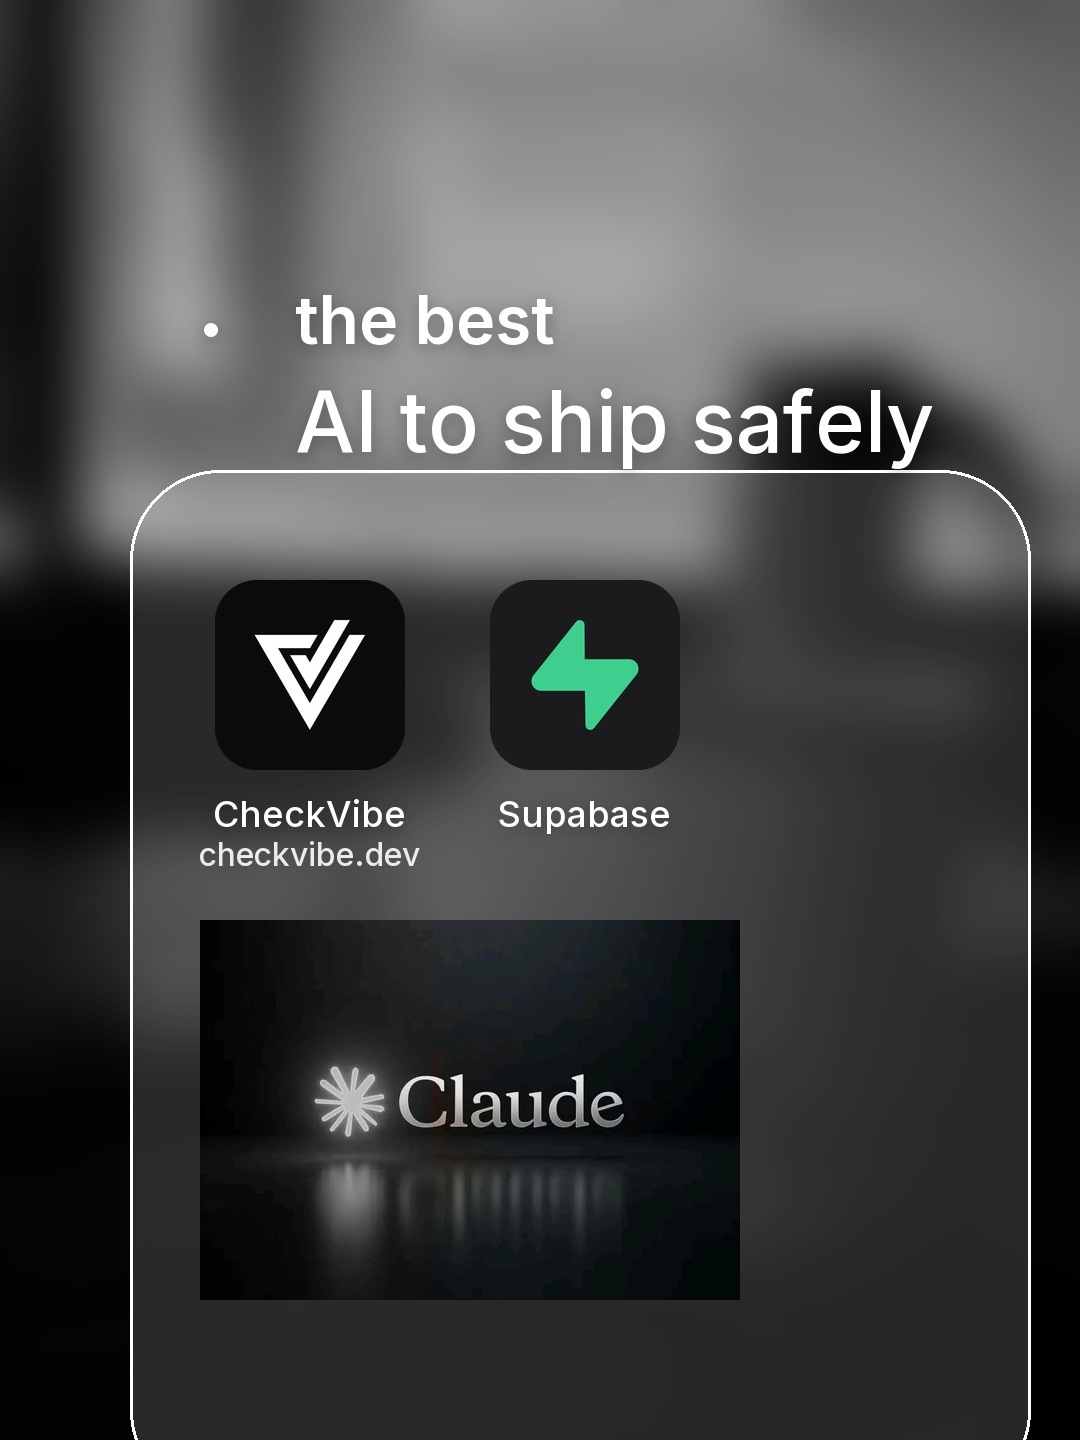 • the best
AI to ship safely
CheckVibe
checkvibe.dev
Supabase
Claude